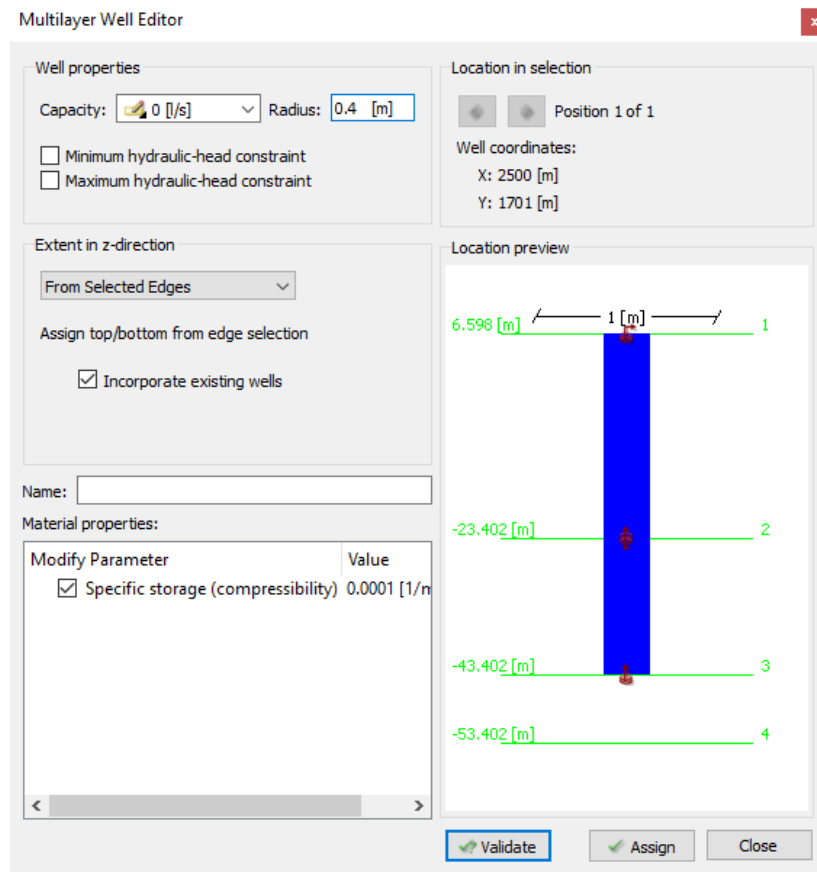 Multilayer Well Editor
Well properties
Capacity: 0 [l/s] Radius: 0.4 [m]
Minimum hydraulic-head constraint
Maximum hydraulic-head constraint
Extent in z-direction
From Selected Edges
Assign top/bottom from edge selection
Incorporate existing wells
Name:
Material properties:
Modify Parameter Value
Specific storage (compressibility) 0.0001 [1/m
Location in selection
Position 1 of 1
Well coordinates:
X: 2500 [m]
Y: 1701 [m]
Location preview
1 [m]
6.598 [m] 1
-23.402 [m] 2
-43.402 [m] 3
-53.402 [m] 4
Validate Assign Close